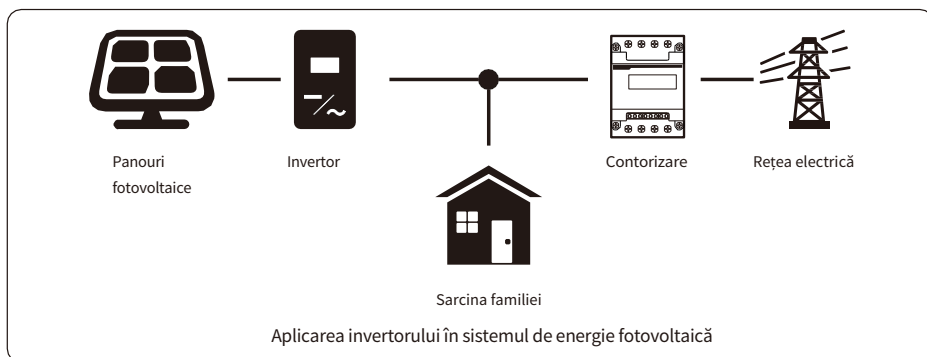 Panouri
fotovoltaice
Invertor
Contorizare
Rețea electrică
Sarcina familiei
Aplicarea invertorului în sistemul de energie fotovoltaică